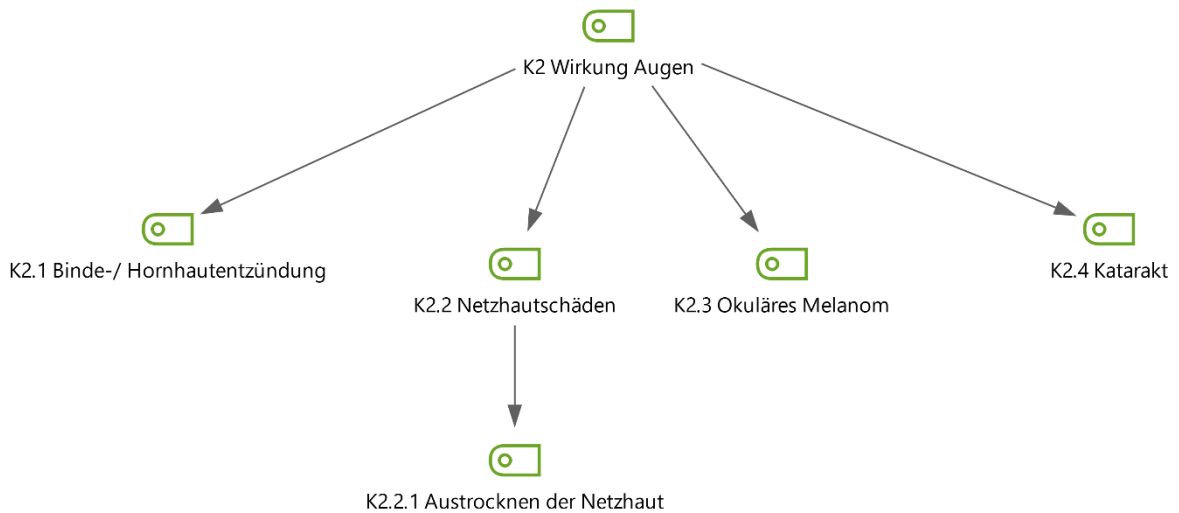 K2 Wirkung Augen
K2.1 Binde-/ Hornhautentzündung
K2.2 Netzhautschäden
K2.3 Okuläres Melanom
K2.4 Katarakt
K2.2.1 Austrocknen der Netzhaut